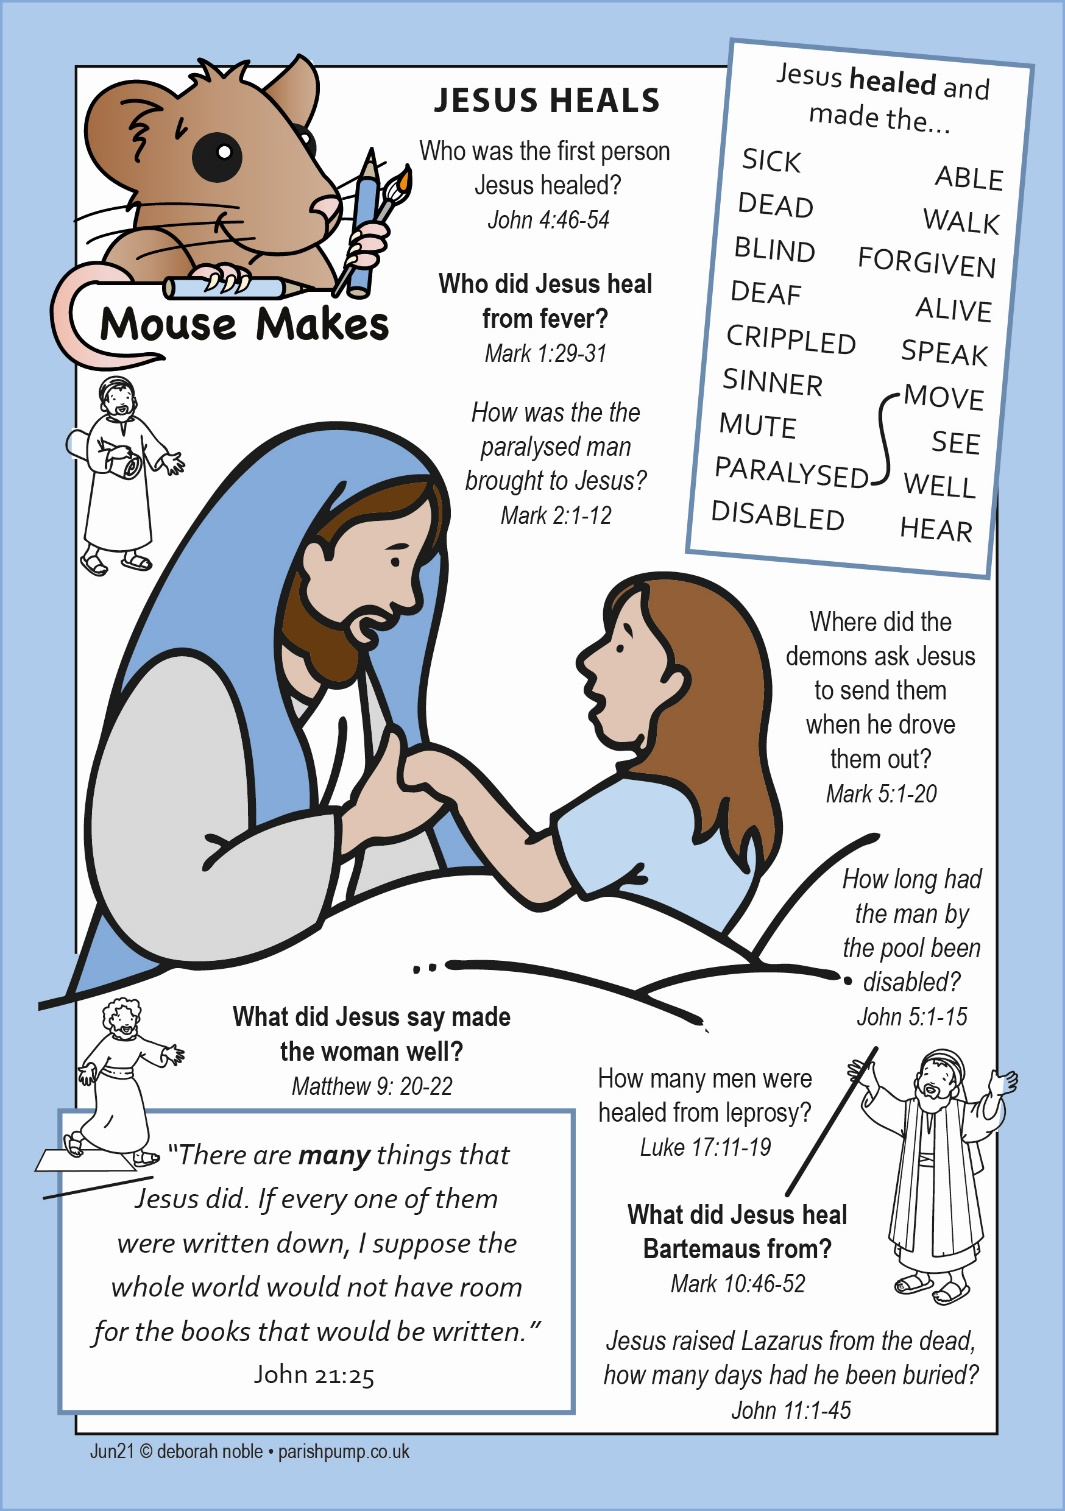 Mouse Makes
JESUS HEALS
Who was the first person
Jesus healed?
John 4:46-54
Who did Jesus heal
from fever?
Mark 1:29-31
How was the the
paralysed man
brought to Jesus?
Mark 2:1-12
Jesus healed and
made the...
SICK
DEAD
BLIND
DEAF
CRIPPLED
SINNER
MUTE
PARALYSED
DISABLED
ABLE
WALK
FORGIVEN
ALIVE
SPEAK
MOVE
SEE
WELL
HEAR
Where did the
demons ask Jesus
to send them
when he drove
them out?
Mark 5:1-20
How long had
the man by
the pool been
disabled?
John 5:1-15
What did Jesus say made
the woman well?
Matthew 9: 20-22
How many men were
healed from leprosy?
Luke 17:11-19
What did Jesus heal
Bartemaus from?
Mark 10:46-52
Jesus raised Lazarus from the dead,
how many days had he been buried?
John 11:1-45
“There are many things that
Jesus did. If every one of them
were written down, I suppose the
whole world would not have room
for the books that would be written.”
John 21:25
Jun21 © deborah noble • parishpump.co.uk